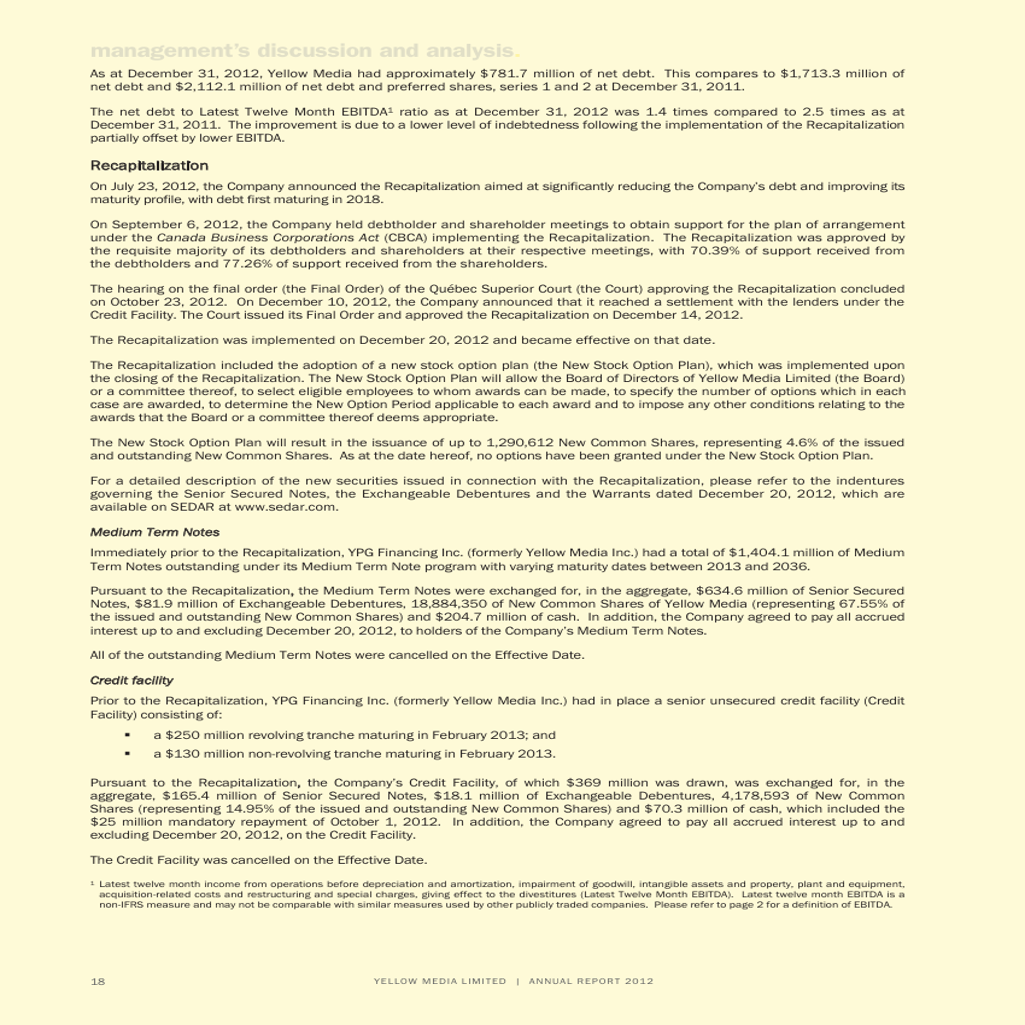 management's discussion and analysis.
As at December 31, 2012, Yellow Media had approximately $781.7 million of net debt. This compares to $1,713.3 million of
net debt and $2,112.1 million of net debt and preferred shares, series 1 and 2 at December 31, 2011.
The net debt to Latest Twelve Month EBITDA¹ ratio as at December 31, 2012 was 1.4 times compared to 2.5 times as at
December 31, 2011. The improvement is due to a lower level of indebtedness following the implementation of the Recapitalization
partially offset by lower EBITDA.
Recapitalization
On July 23, 2012, the Company announced the Recapitalization aimed at significantly reducing the Company's debt and improving its
maturity profile, with debt first maturing in 2018.
On September 6, 2012, the Company held debtholder and shareholder meetings to obtain support for the plan of arrangement
under the Canada Business Corporations Act (CBCA) implementing the Recapitalization. The Recapitalization was approved by
the requisite majority of its debtholders and shareholders at their respective meetings, with 70.39% of support received from
the debtholders and 77.26% of support received from the shareholders.
The hearing on the final order (the Final Order) of the Québec Superior Court (the Court) approving the Recapitalization concluded
on October 23, 2012. On December 10, 2012, the Company announced that it reached a settlement with the lenders under the
Credit Facility. The Court issued its Final Order and approved the Recapitalization on December 14, 2012.
The Recapitalization was implemented on December 20, 2012 and became effective on that date.
The Recapitalization included the adoption of a new stock option plan (the New Stock Option Plan), which was implemented upon
the closing of the Recapitalization. The New Stock Option Plan will allow the Board of Directors of Yellow Media Limited (the Board)
or a committee thereof, to select eligible employees to whom awards can be made, to specify the number of options which in each
case are awarded, to determine the New Option Period applicable to each award and to impose any other conditions relating to the
awards that the Board or a committee thereof deems appropriate.
The New Stock Option Plan will result in the issuance of up to 1,290,612 New Common Shares, representing 4.6% of the issued
and outstanding New Common Shares. As at the date hereof, no options have been granted under the New Stock Option Plan.
For a detailed description of the new securities issued in connection with the Recapitalization, please refer to the indentures
governing the Senior Secured Notes, the Exchangeable Debentures and the Warrants dated December 20, 2012, which are
available on SEDAR at www.sedar.com.
Medium Term Notes
Immediately prior to the Recapitalization, YPG Financing Inc. (formerly Yellow Media Inc.) had a total of $1,404.1 million of Medium
Term Notes outstanding under its Medium Term Note program with varying maturity dates between 2013 and 2036.
Pursuant to the Recapitalization, the Medium Term Notes were exchanged for, in the aggregate, $634.6 million of Senior Secured
Notes, $81.9 million of Exchangeable Debentures, 18,884,350 of New Common Shares of Yellow Media (representing 67.55% of
the issued and outstanding New Common Shares) and $204.7 million of cash. In addition, the Company agreed to pay all accrued
interest up to and excluding December 20, 2012, to holders of the Company's Medium Term Notes.
All of the outstanding Medium Term Notes were cancelled on the Effective Date.
Credit facility
Prior to the Recapitalization, YPG Financing Inc. (formerly Yellow Media Inc.) had in place a senior unsecured credit facility (Credit
Facility) consisting of:
▪ a $250 million revolving tranche maturing in February 2013; and
▪ a $130 million non-revolving tranche maturing in February 2013.
Pursuant to the Recapitalization, the Company's Credit Facility, of which $369 million was drawn, was exchanged for, in the
aggregate, $165.4 million of Senior Secured Notes, $18.1 million of Exchangeable Debentures, 4,178,593 of New Common
Shares (representing 14.95% of the issued and outstanding New Common Shares) and $70.3 million of cash, which included the
$25 million mandatory repayment of October 1, 2012. In addition, the Company agreed to pay all accrued interest up to and
excluding December 20, 2012, on the Credit Facility.
The Credit Facility was cancelled on the Effective Date.
¹ Latest twelve month income from operations before depreciation and amortization, impairment of goodwill, intangible assets and property, plant and equipment,
acquisition-related costs and restructuring and special charges, giving effect to the divestitures (Latest Twelve Month EBITDA). Latest twelve month EBITDA is a
non-IFRS measure and may not be comparable with similar measures used by other publicly traded companies. Please refer to page 2 for a definition of EBITDA.
18 YELLOW MEDIA LIMITED | ANNUAL REPORT 2012